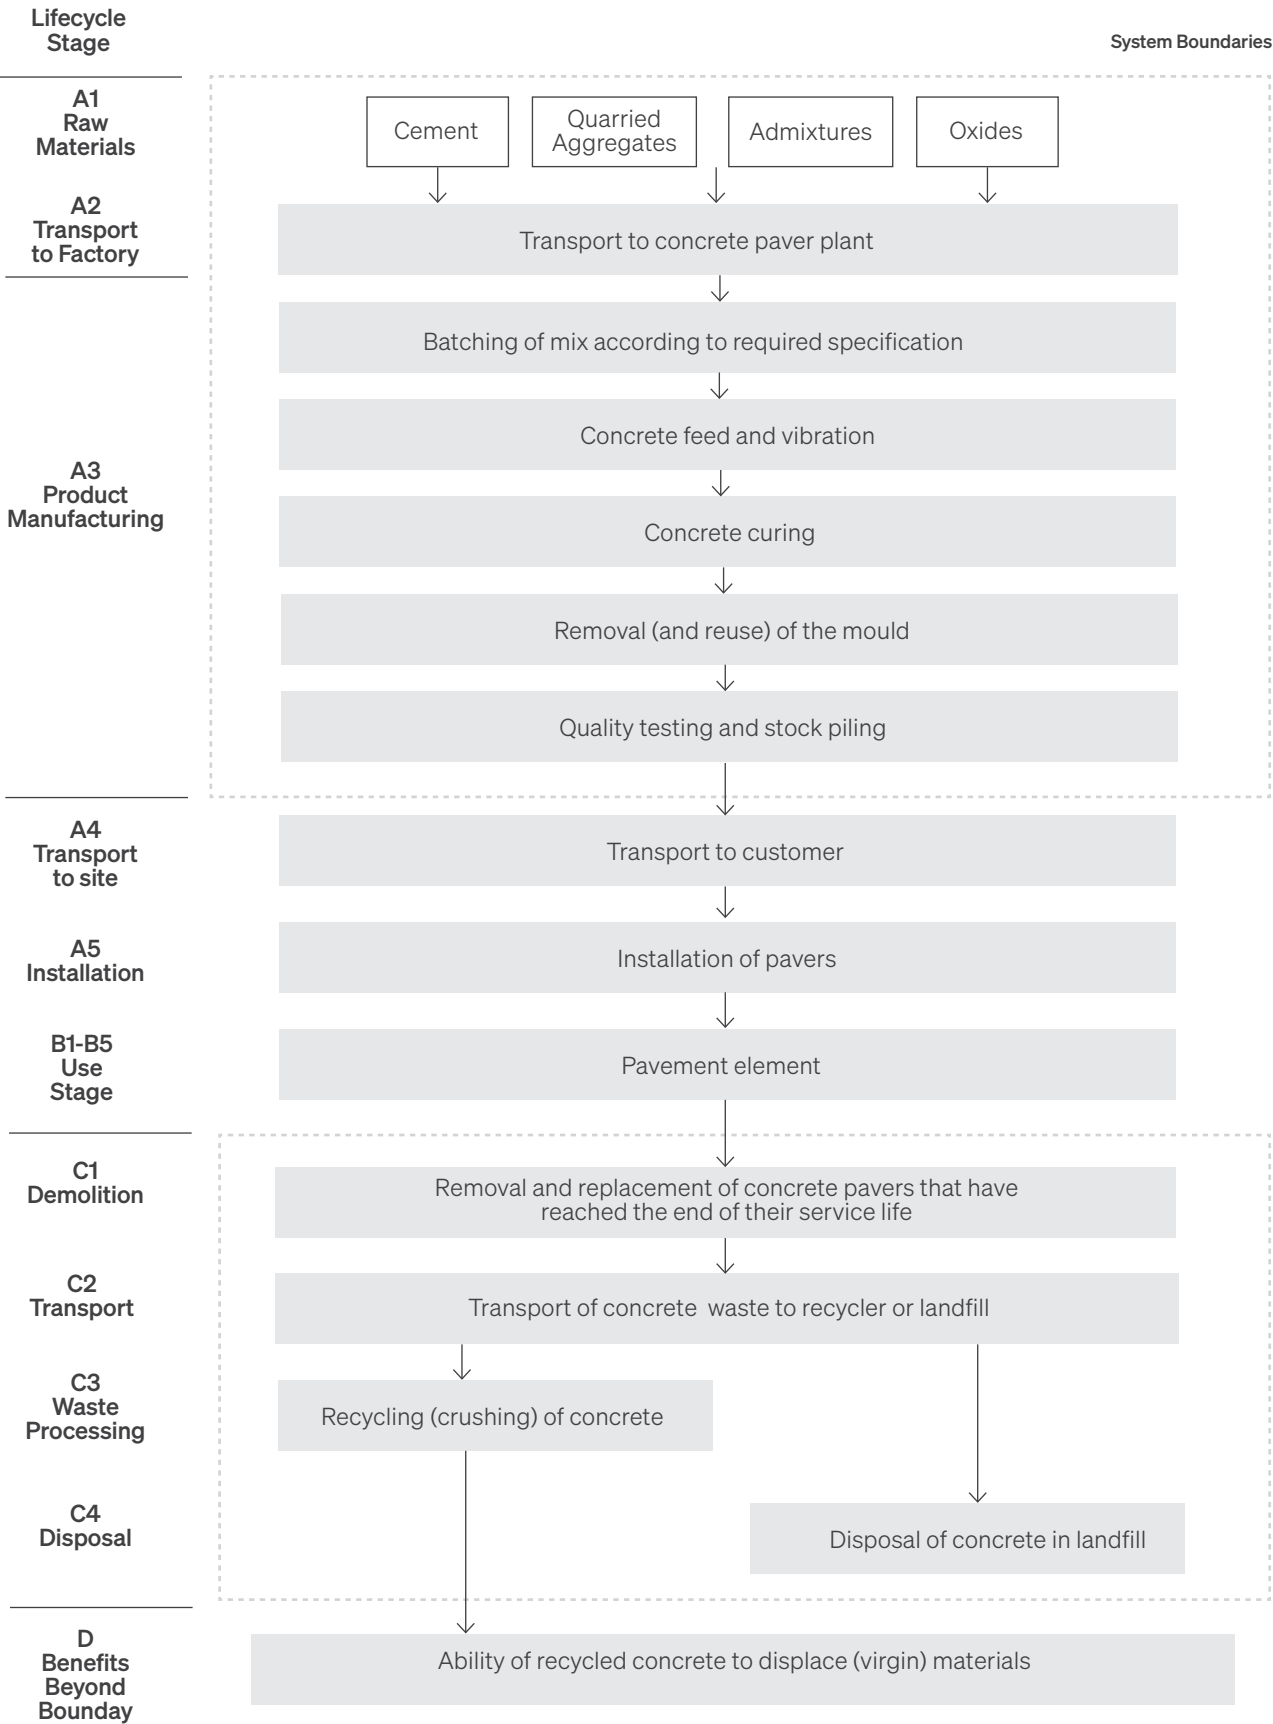 Lifecycle
Stage
System Boundaries
A1
Raw
Materials
Cement
Quarried
Aggregates
Admixtures
Oxides
A2
Transport
to Factory
Transport to concrete paver plant
A3
Product
Manufacturing
Batching of mix according to required specification
Concrete feed and vibration
Concrete curing
Removal (and reuse) of the mould
Quality testing and stock piling
A4
Transport
to site
Transport to customer
A5
Installation
Installation of pavers
B1-B5
Use
Stage
Pavement element
C1
Demolition
Removal and replacement of concrete pavers that have
reached the end of their service life
C2
Transport
Transport of concrete waste to recycler or landfill
C3
Waste
Processing
Recycling (crushing) of concrete
C4
Disposal
Disposal of concrete in landfill
D
Benefits
Beyond
Bounday
Ability of recycled concrete to displace (virgin) materials